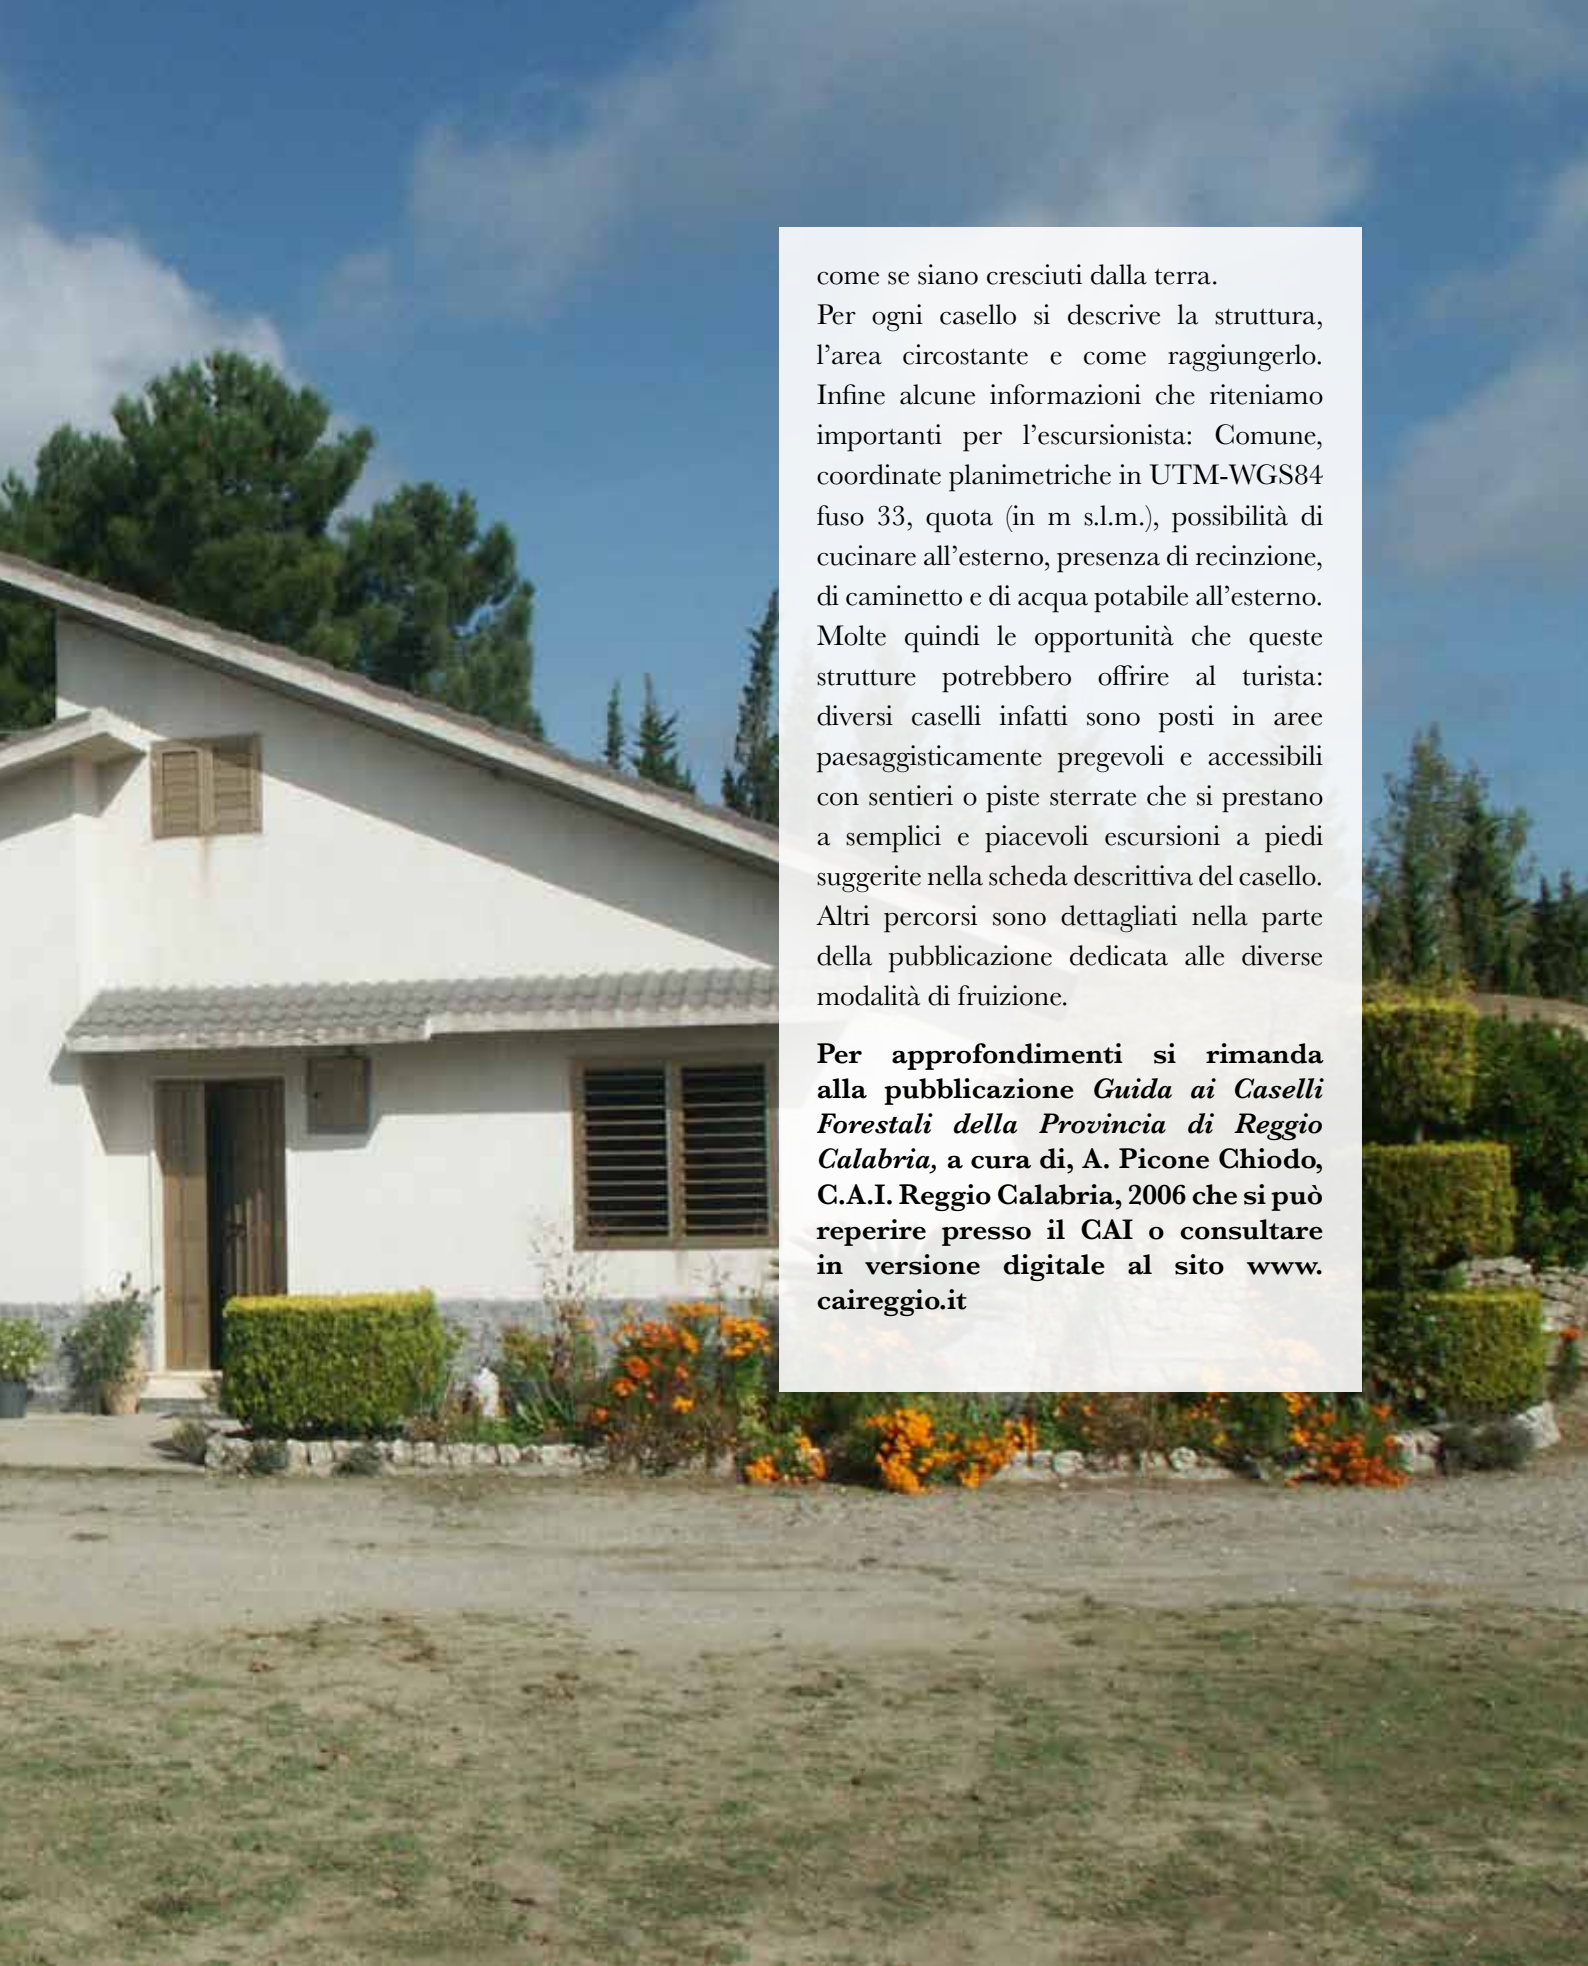 come se siano cresciuti dalla terra.
Per ogni casello si descrive la struttura,
l’area circostante e come raggiungerlo.
Infine alcune informazioni che riteniamo
importanti per l’escursionista: Comune,
coordinate planimetriche in UTM-WGS84
fuso 33, quota (in m s.l.m.), possibilità di
cucinare all’esterno, presenza di recinzione,
di caminetto e di acqua potabile all’esterno.
Molte quindi le opportunità che queste
strutture potrebbero offrire al turista:
diversi caselli infatti sono posti in aree
paesaggisticamente pregevoli e accessibili
con sentieri o piste sterrate che si prestano
a semplici e piacevoli escursioni a piedi
suggerite nella scheda descrittiva del casello.
Altri percorsi sono dettagliati nella parte
della pubblicazione dedicata alle diverse
modalità di fruizione.
Per approfondimenti si rimanda
alla pubblicazione Guida ai Caselli
Forestali della Provincia di Reggio
Calabria, a cura di, A. Picone Chiodo,
C.A.I. Reggio Calabria, 2006 che si può
reperire presso il CAI o consultare
in versione digitale al sito www.
caireggio.it